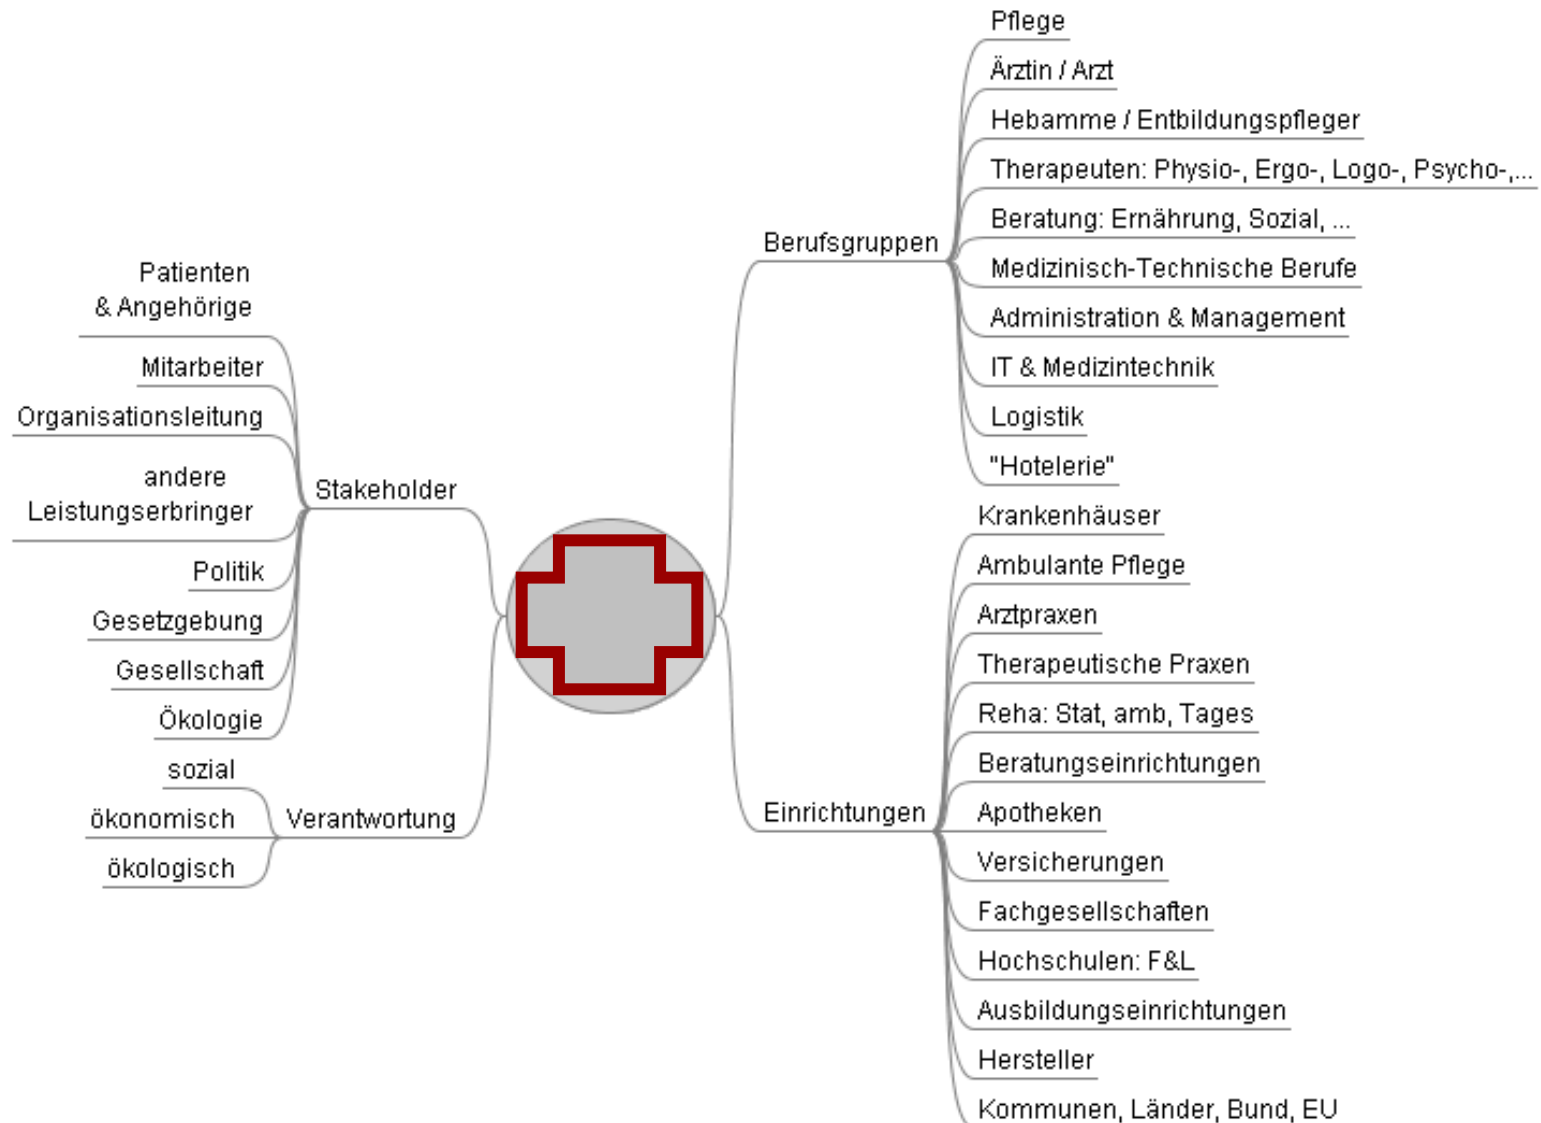 Pflege
Ärztin / Arzt
Hebamme / Entbildungspfleger
Therapeuten: Physio-, Ergo-, Logo-, Psycho-,...
Beratung: Ernährung, Sozial, ...
Berufsgruppen
Medizinisch-Technische Berufe
Administration & Management
IT & Medizintechnik
Logistik
"Hotelerie"
Patienten
& Angehörige
Mitarbeiter
Organisationsleitung
andere
Leistungserbringer
Stakeholder
Politik
Gesetzgebung
Gesellschaft
Ökologie
sozial
ökonomisch
Verantwortung
ökologisch
Krankenhäuser
Ambulante Pflege
Arztpraxen
Therapeutische Praxen
Reha: Stat, amb, Tages
Beratungseinrichtungen
Einrichtungen
Apotheken
Versicherungen
Fachgesellschaften
Hochschulen: F&L
Ausbildungseinrichtungen
Hersteller
Kommunen, Länder, Bund, EU